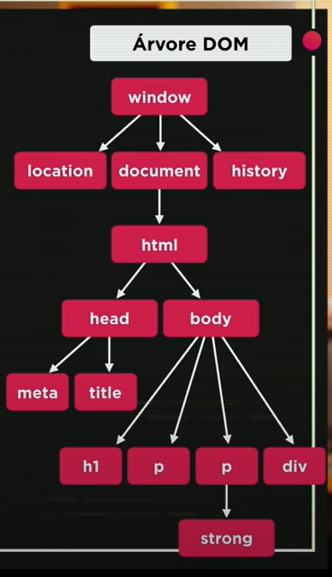 Árvore DOM
window
location document history
html
head body
meta title
h1 p p div
strong